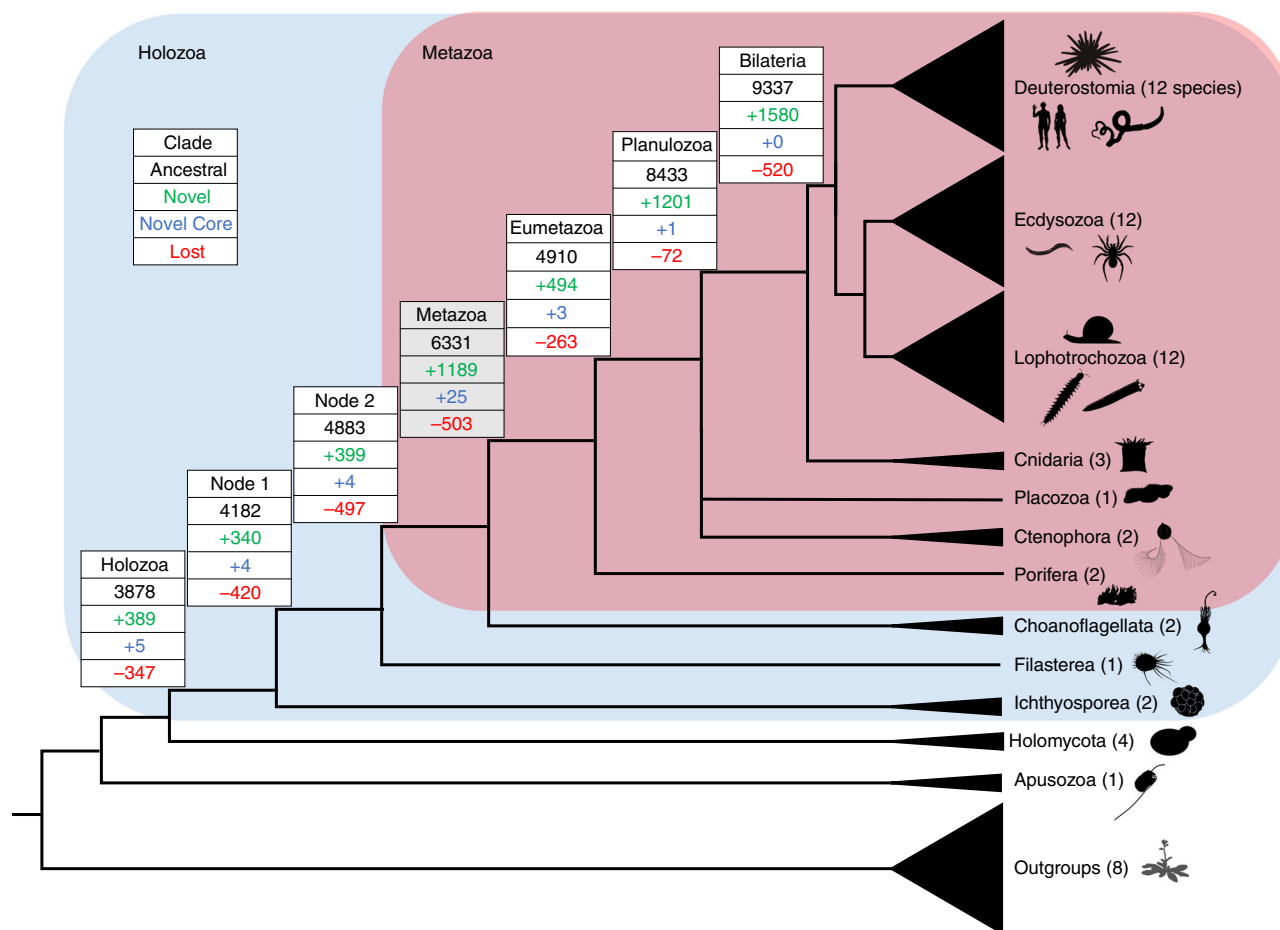 Holozoa
Metazoa
Clade
Ancestral
Novel
Novel Core
Lost
Bilateria
9337
+1580
+0
−520
Planulozoa
8433
+1201
+1
−72
Eumetazoa
4910
+494
+3
−263
Metazoa
6331
+1189
+25
−503
Node 2
4883
+399
+4
−497
Node 1
4182
+340
+4
−420
Holozoa
3878
+389
+5
−347
Deuterostomia (12 species)
Ecdysozoa (12)
Lophotrochozoa (12)
Cnidaria (3)
Placozoa (1)
Ctenophora (2)
Porifera (2)
Choanoflagellata (2)
Filasterea (1)
Ichthyosporea (2)
Holomycota (4)
Apusozoa (1)
Outgroups (8)